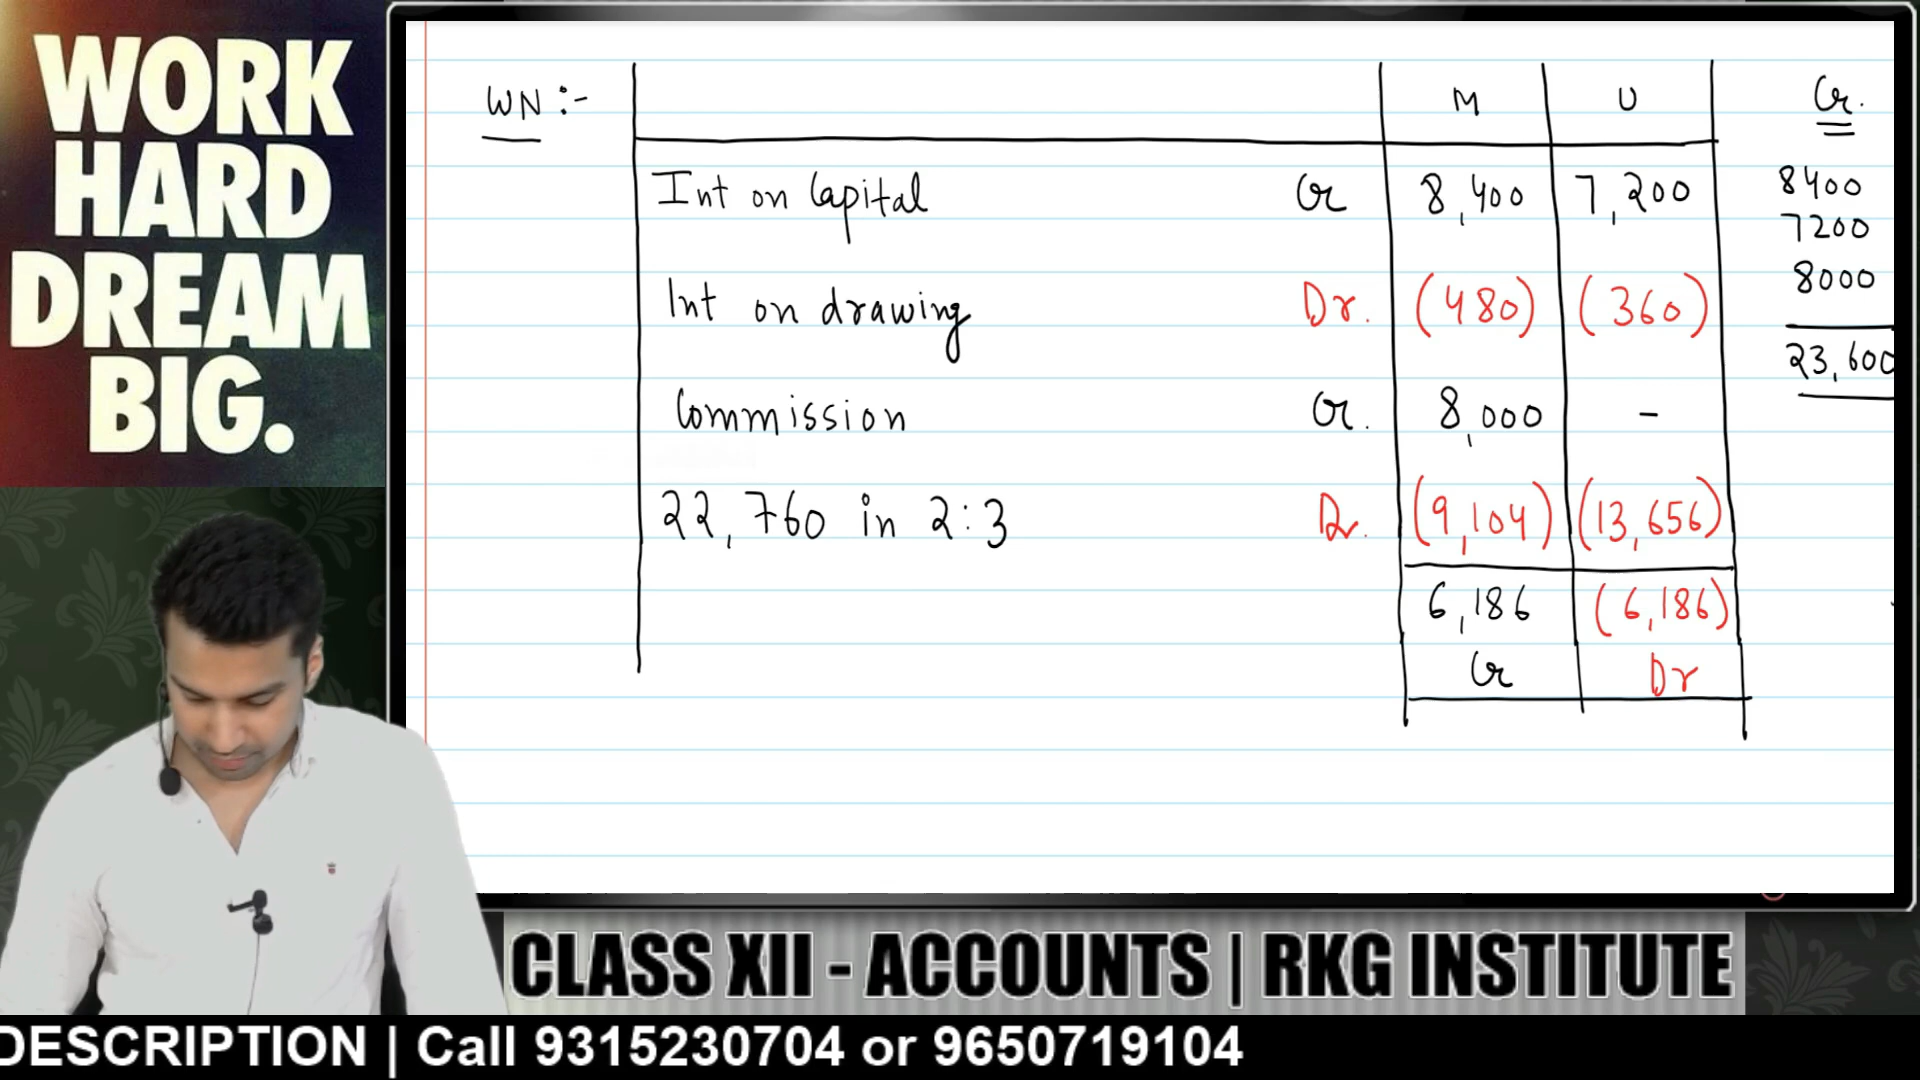 WORK
HARD
DREAM
BIG.
WN :-
M U Cr.
Int on Capital Cr 8,400 7,200 8400
7200
Int on drawing Dr. (480) (360) 8000
23,600
Commission Cr. 8,000 -
22,760 in 2:3 Dr. (9,104) (13,656)
6,186 (6,186)
Cr Dr
CLASS XII - ACCOUNTS | RKG INSTITUTE
DESCRIPTION | Call 9315230704 or 9650719104